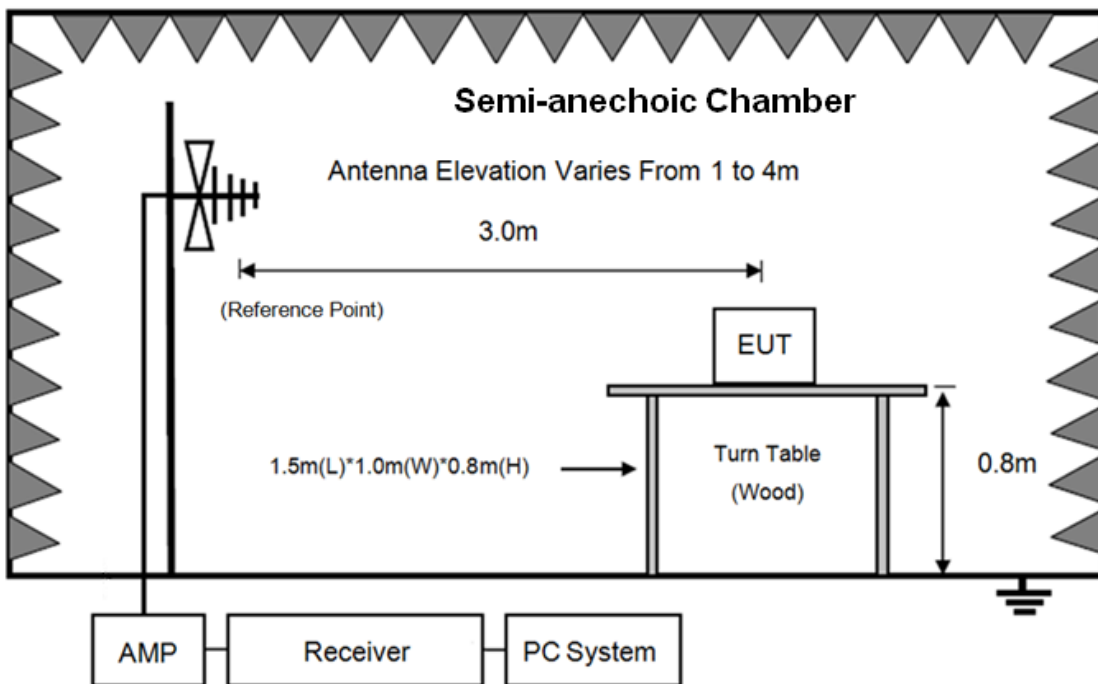 Semi-anechoic Chamber
Antenna Elevation Varies From 1 to 4m
3.0m
(Reference Point)
EUT
1.5m(L)*1.0m(W)*0.8m(H)
Turn Table
(Wood)
0.8m
AMP
Receiver
PC System